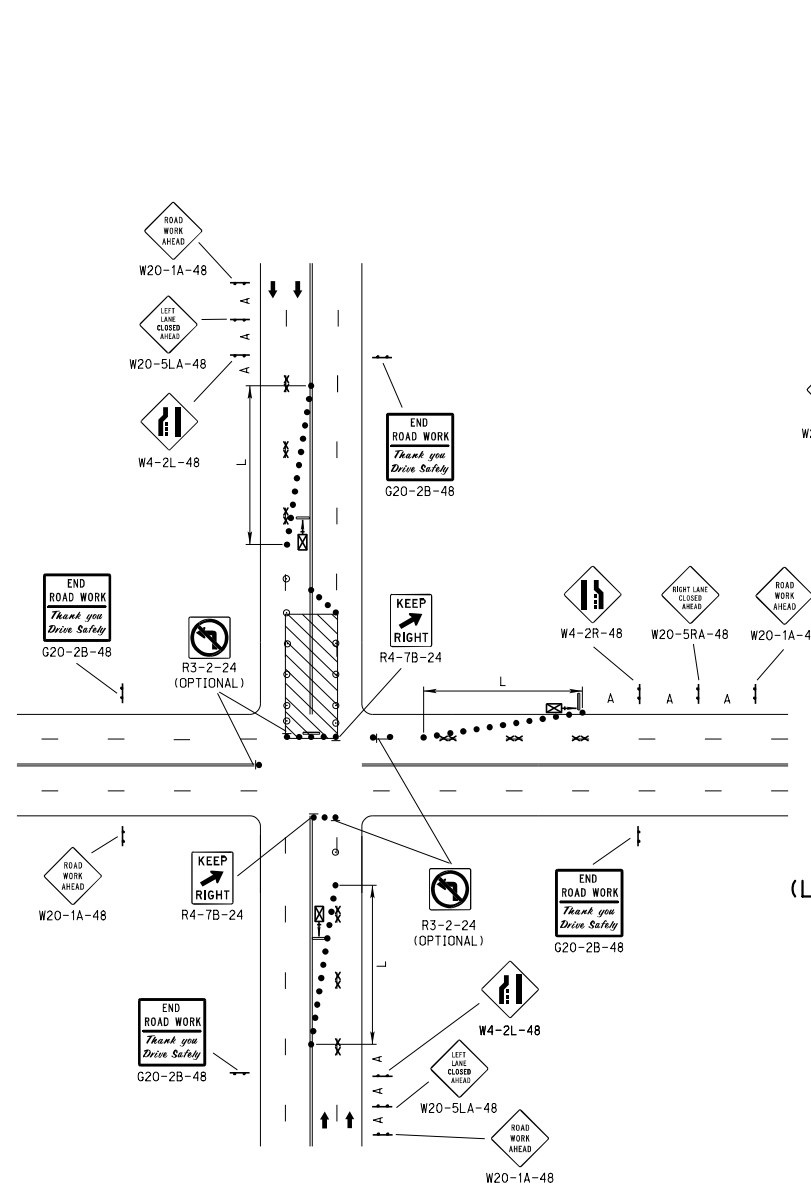 ROAD
WORK
AHEAD
W20-1A-48
A
LEFT
LANE
CLOSED
AHEAD
W20-5LA-48
A
A
W4-2L-48
L
END
ROAD WORK
Thank you
Drive Safely
G20-2B-48
END
ROAD WORK
Thank you
Drive Safely
G20-2B-48
R3-2-24
(OPTIONAL)
KEEP
RIGHT
R4-7B-24
L
W4-2R-48
RIGHT LANE
CLOSED
AHEAD
W20-5RA-48
ROAD
WORK
AHEAD
W20-1A-4
A
A
A
ROAD
WORK
AHEAD
W20-1A-48
KEEP
RIGHT
R4-7B-24
R3-2-24
(OPTIONAL)
END
ROAD WORK
Thank you
Drive Safely
G20-2B-48
(L
L
END
ROAD WORK
Thank you
Drive Safely
G20-2B-48
W4-2L-48
A
LEFT
LANE
CLOSED
AHEAD
W20-5LA-48
A
A
ROAD
WORK
AHEAD
W20-1A-48